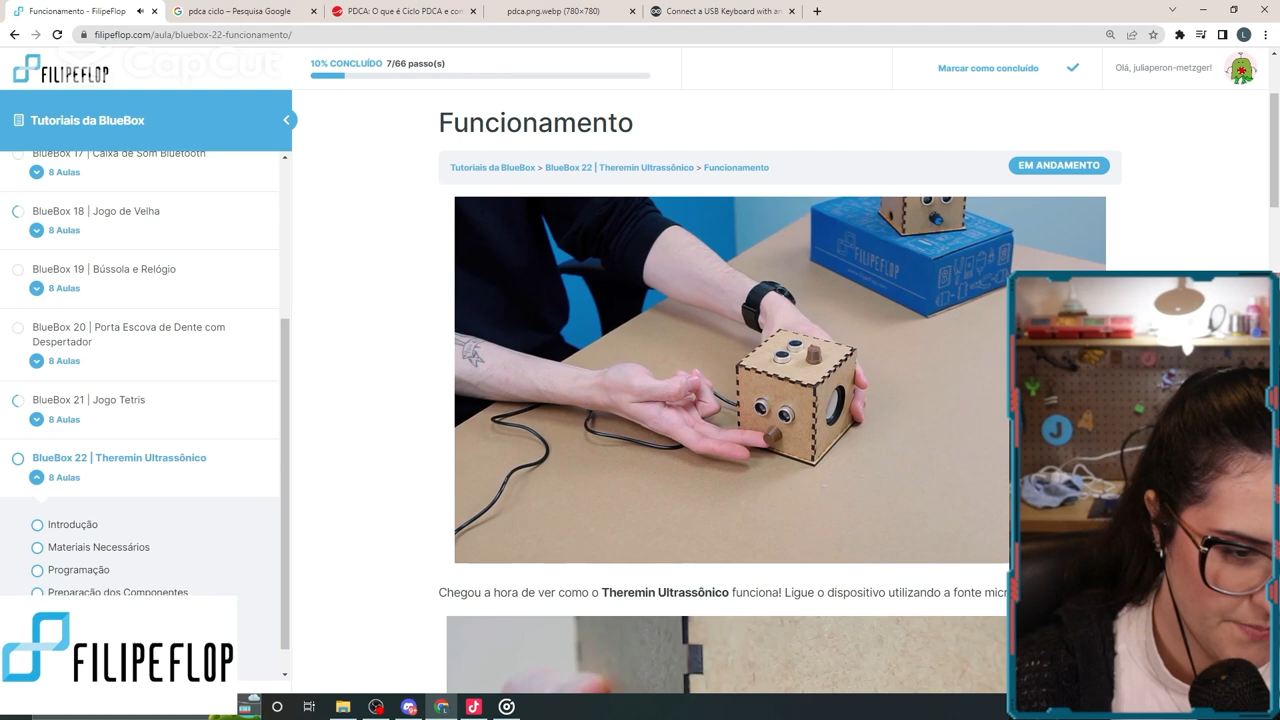 Funcionamento - FilipeFlop
pdca ciclo – Pesquisa Google
PDCA: O que é Ciclo PDCA e con
pdca.png.webp (780×580)
Connect a USB Keyboard with an
filipeflop.com/aula/bluebox-22-funcionamento/
L
CapCut
FILIPEFLOP
10% CONCLUÍDO 7/66 passo(s)
Marcar como concluído
Olá, juliaperon-metzger!
Tutoriais da BlueBox
BlueBox 17 | Caixa de Som Bluetooth
8 Aulas
BlueBox 18 | Jogo de Velha
8 Aulas
BlueBox 19 | Bússola e Relógio
8 Aulas
BlueBox 20 | Porta Escova de Dente com
Despertador
8 Aulas
BlueBox 21 | Jogo Tetris
8 Aulas
BlueBox 22 | Theremin Ultrassônico
8 Aulas
Introdução
Materiais Necessários
Programação
Preparação dos Componentes
FILIPEFLOP
Funcionamento
Tutoriais da BlueBox > BlueBox 22 | Theremin Ultrassônico > Funcionamento
EM ANDAMENTO
FILIPEFLOP
Chegou a hora de ver como o Theremin Ultrassônico funciona! Ligue o dispositivo utilizando a fonte micr
J